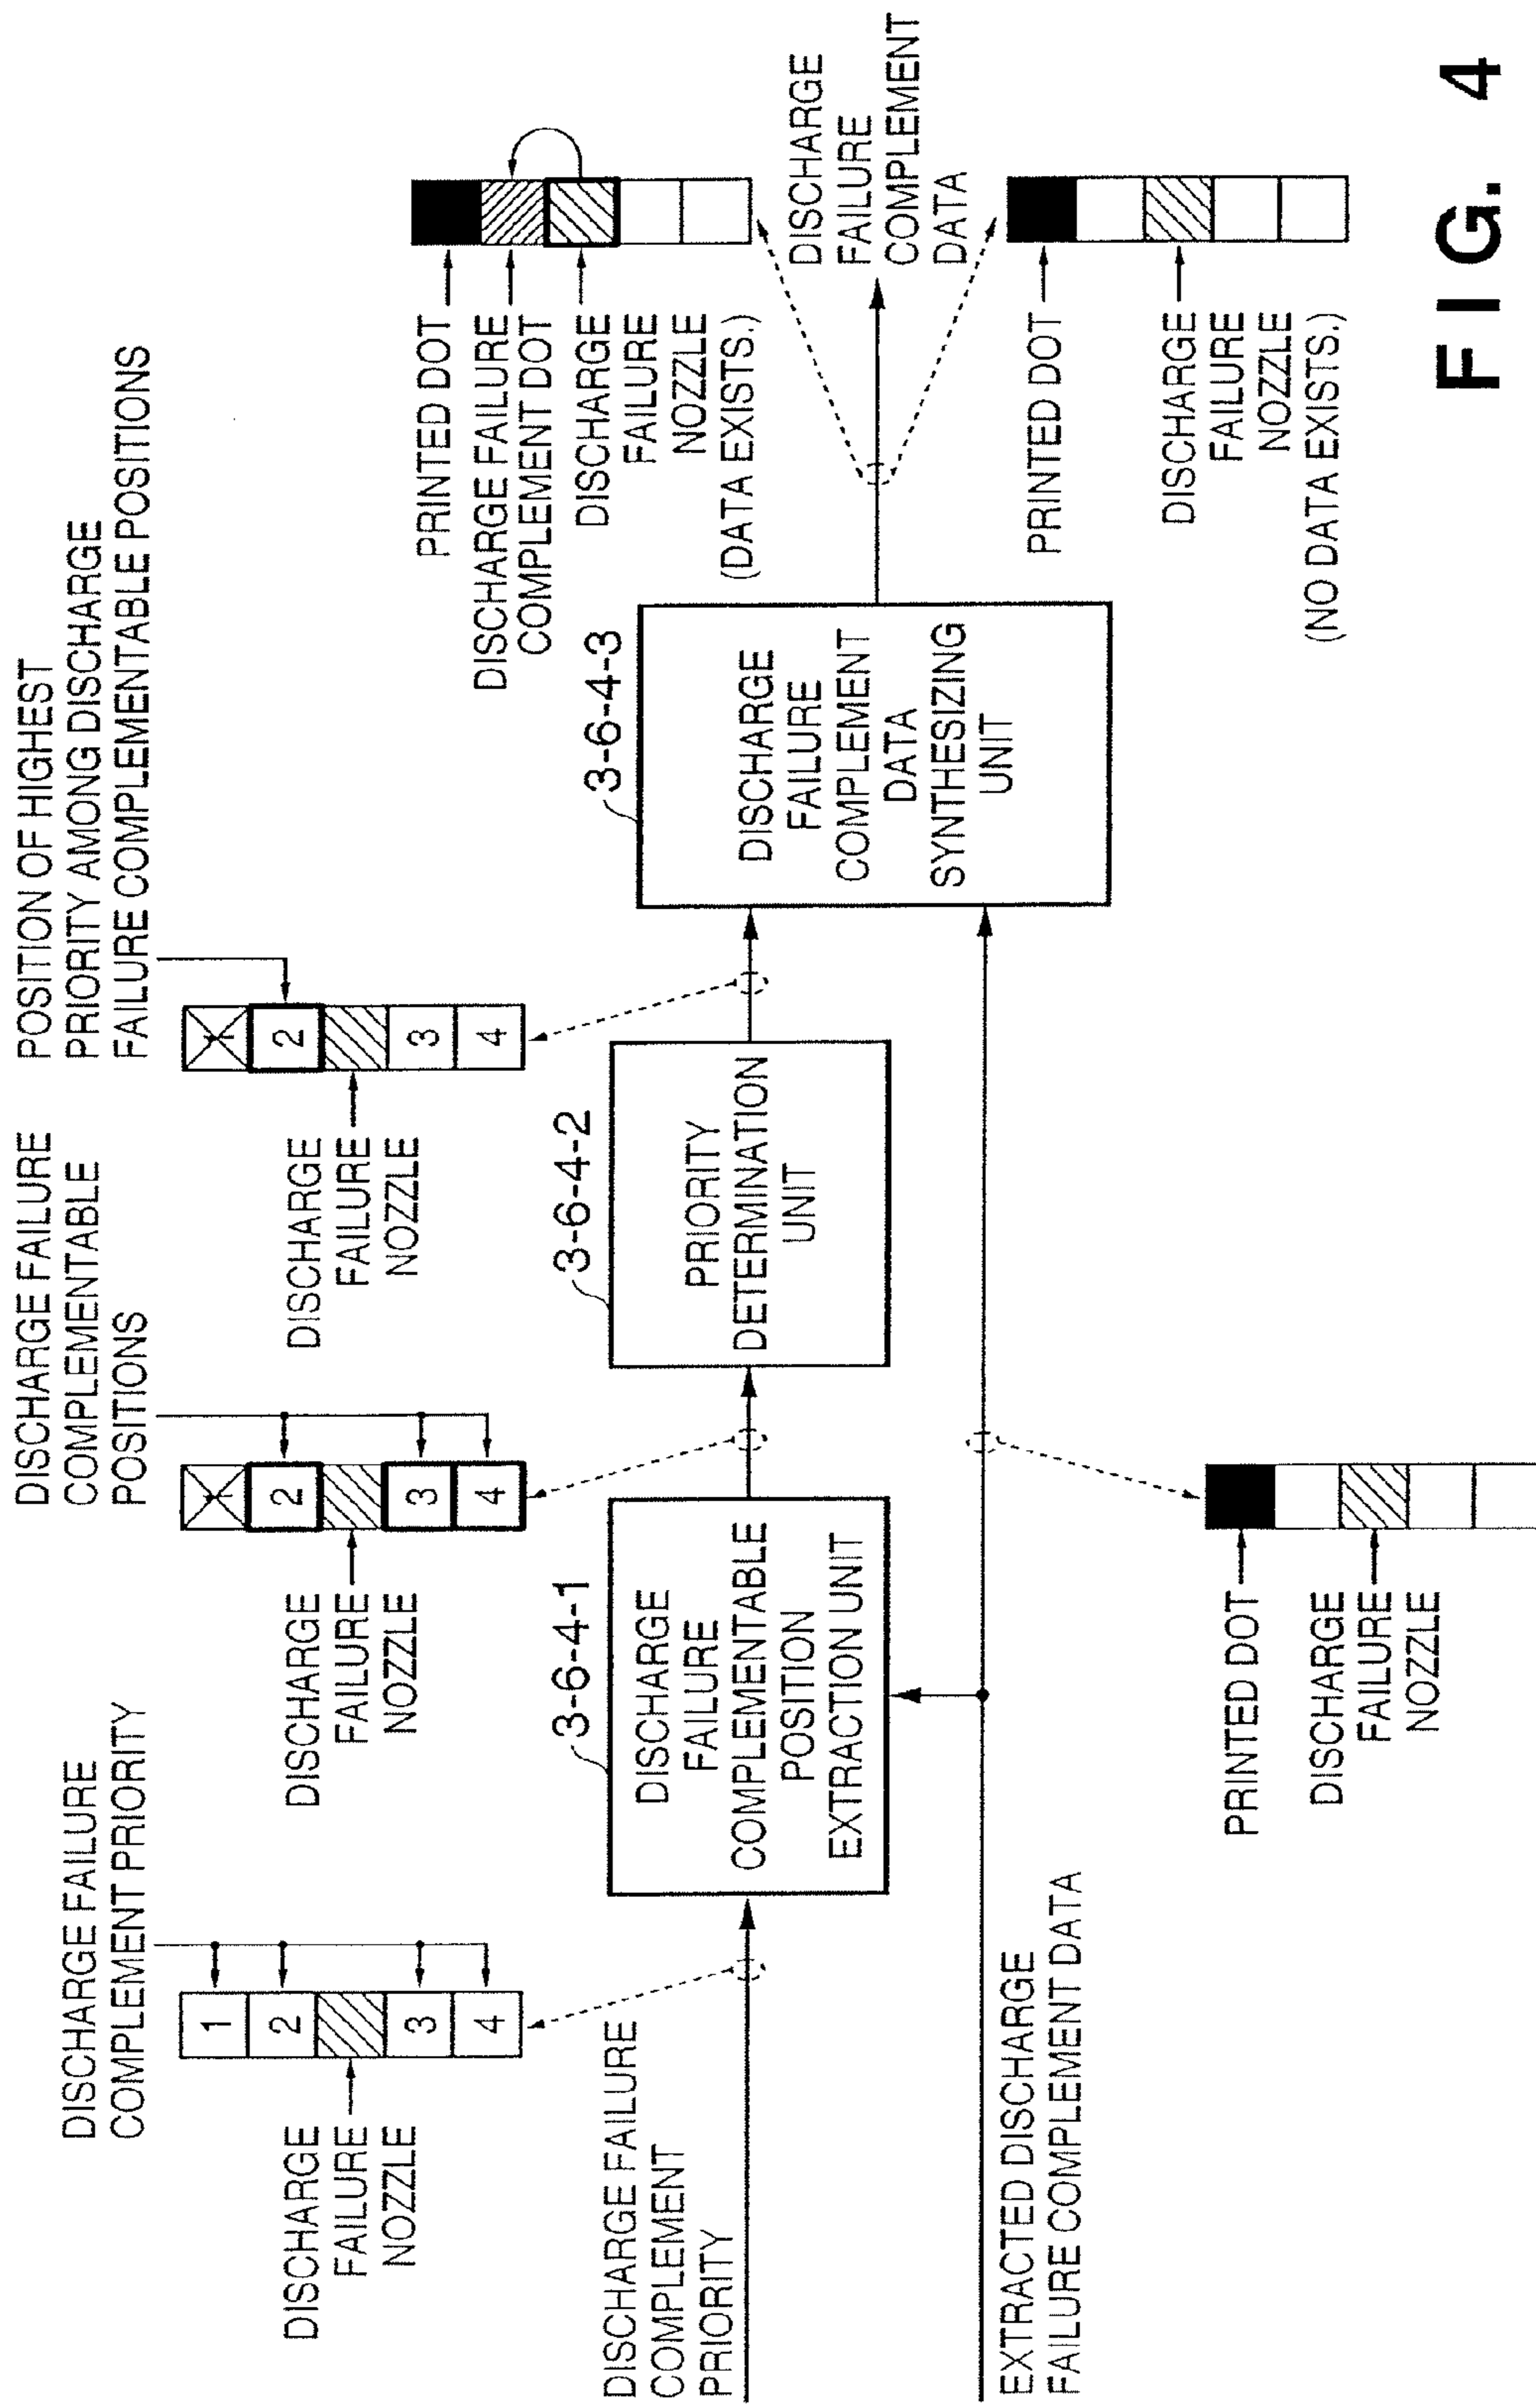 DISCHARGE FAILURE
COMPLEMENT PRIORITY
1
2
3
4
DISCHARGE
FAILURE
NOZZLE
DISCHARGE FAILURE
COMPLEMENTABLE
POSITIONS
1
2
3
4
DISCHARGE
FAILURE
NOZZLE
POSITION OF HIGHEST
PRIORITY AMONG DISCHARGE
FAILURE COMPLEMENTABLE POSITIONS
1
2
3
4
DISCHARGE
FAILURE
NOZZLE
DISCHARGE FAILURE
COMPLEMENT
PRIORITY
3-6-4-1
DISCHARGE
FAILURE
COMPLEMENTABLE
POSITION
EXTRACTION UNIT
3-6-4-2
PRIORITY
DETERMINATION
UNIT
3-6-4-3
DISCHARGE
FAILURE
COMPLEMENT
DATA
SYNTHESIZING
UNIT
PRINTED DOT
DISCHARGE FAILURE
COMPLEMENT DOT
DISCHARGE
FAILURE
NOZZLE
(DATA EXISTS.)
DISCHARGE
FAILURE
COMPLEMENT
DATA
PRINTED DOT
DISCHARGE
FAILURE
NOZZLE
(NO DATA EXISTS.)
EXTRACTED DISCHARGE
FAILURE COMPLEMENT DATA
PRINTED DOT
DISCHARGE
FAILURE
NOZZLE
FIG. 4